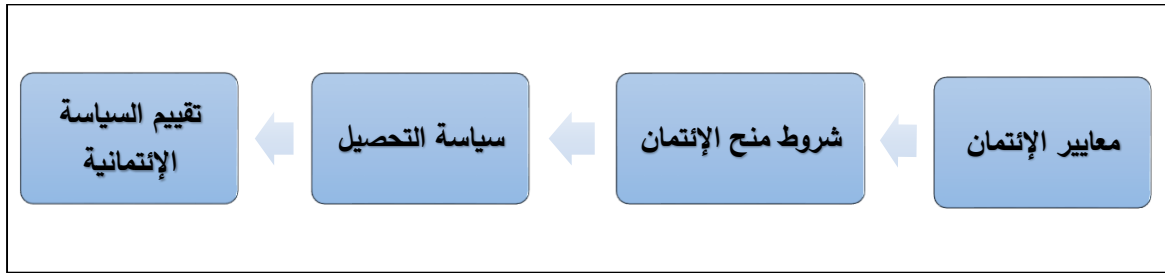 معايير الإئتمان
شروط منح الإئتمان
سياسة التحصيل
تقييم السياسة
الإئتمانية